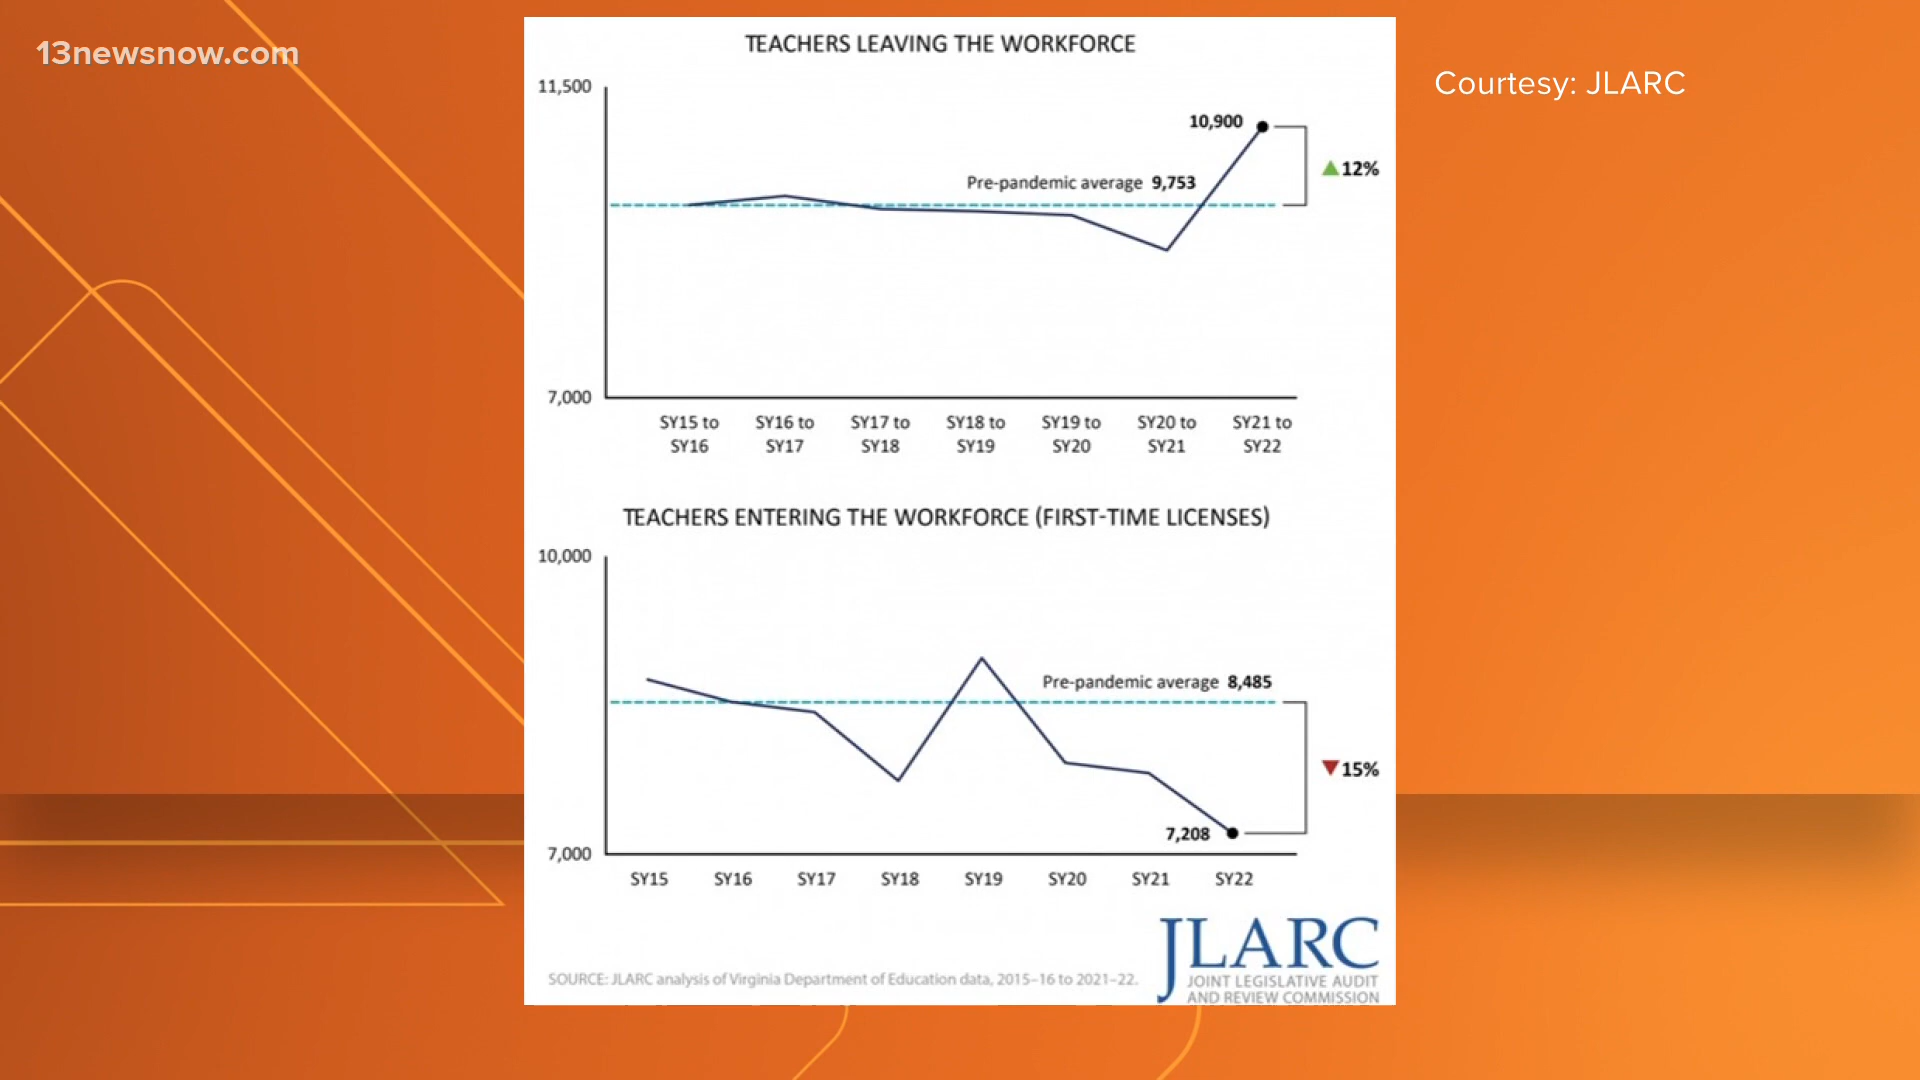 13newsnow.com
Courtesy: JLARC
TEACHERS LEAVING THE WORKFORCE
11,500
10,900
12%
Pre-pandemic average 9,753
7,000
SY15 to SY16
SY16 to SY17
SY17 to SY18
SY18 to SY19
SY19 to SY20
SY20 to SY21
SY21 to SY22
TEACHERS ENTERING THE WORKFORCE (FIRST-TIME LICENSES)
10,000
Pre-pandemic average 8,485
15%
7,208
7,000
SY15 SY16 SY17 SY18 SY19 SY20 SY21 SY22
SOURCE: JLARC analysis of Virginia Department of Education data, 2015–16 to 2021–22.
JLARC
JOINT LEGISLATIVE AUDIT
AND REVIEW COMMISSION